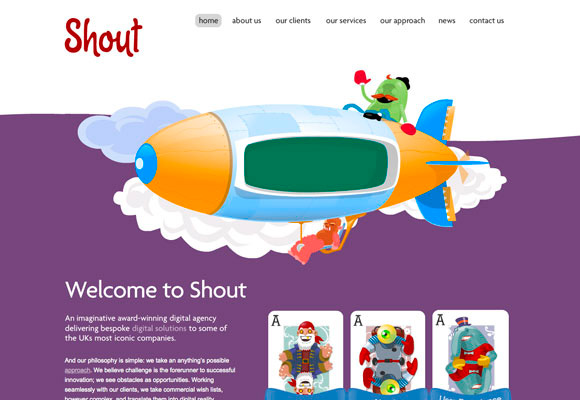 Shout
home about us our clients our services our approach news contact us
Welcome to Shout
An imaginative award-winning digital agency
delivering bespoke digital solutions to some of
the UKs most iconic companies.
A A A
And our philosophy is simple: we take an anything's possible
approach. We believe challenge is the forerunner to successful
innovation; we see obstacles as opportunities. Working
seamlessly with our clients, we take commercial wish lists,
however complex, and translate them into digital reality